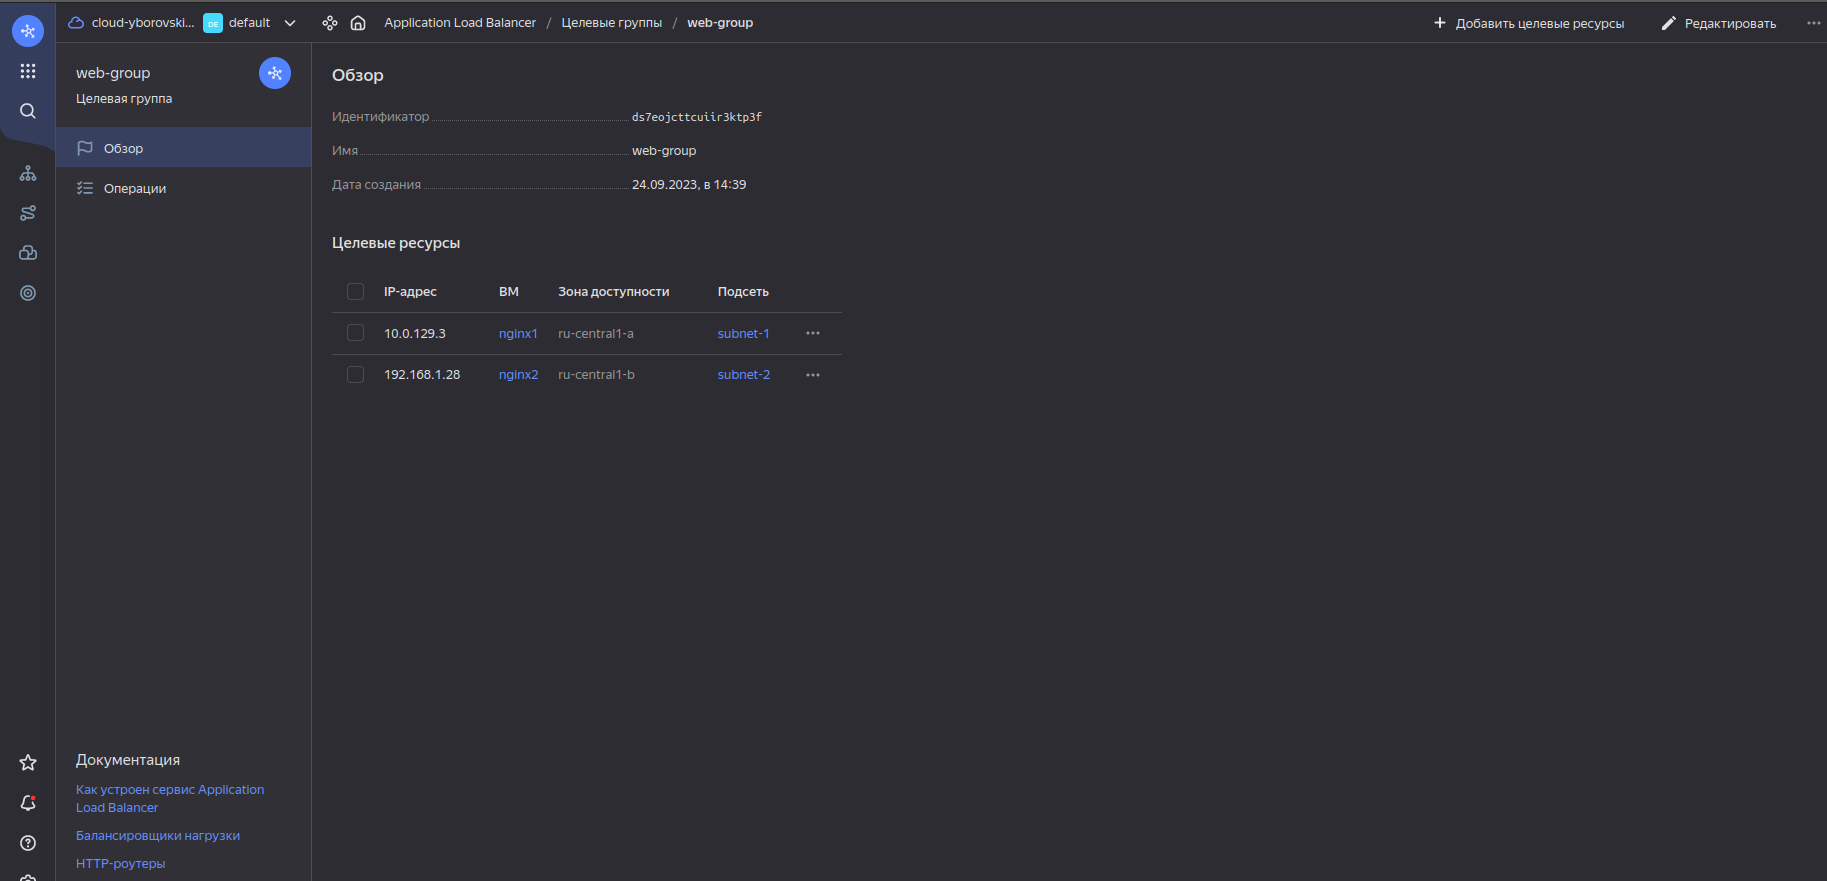 cloud-yborovski... DE default Application Load Balancer / Целевые группы / web-group Добавить целевые ресурсы Редактировать
web-group
Целевая группа
Обзор
Операции
Обзор
Идентификатор ds7eojcttcuiir3ktp3f
Имя web-group
Дата создания 24.09.2023, в 14:39
Целевые ресурсы
IP-адрес ВМ Зона доступности Подсеть
10.0.129.3 nginx1 ru-central1-a subnet-1
192.168.1.28 nginx2 ru-central1-b subnet-2
Документация
Как устроен сервис Application
Load Balancer
Балансировщики нагрузки
HTTP-роутеры